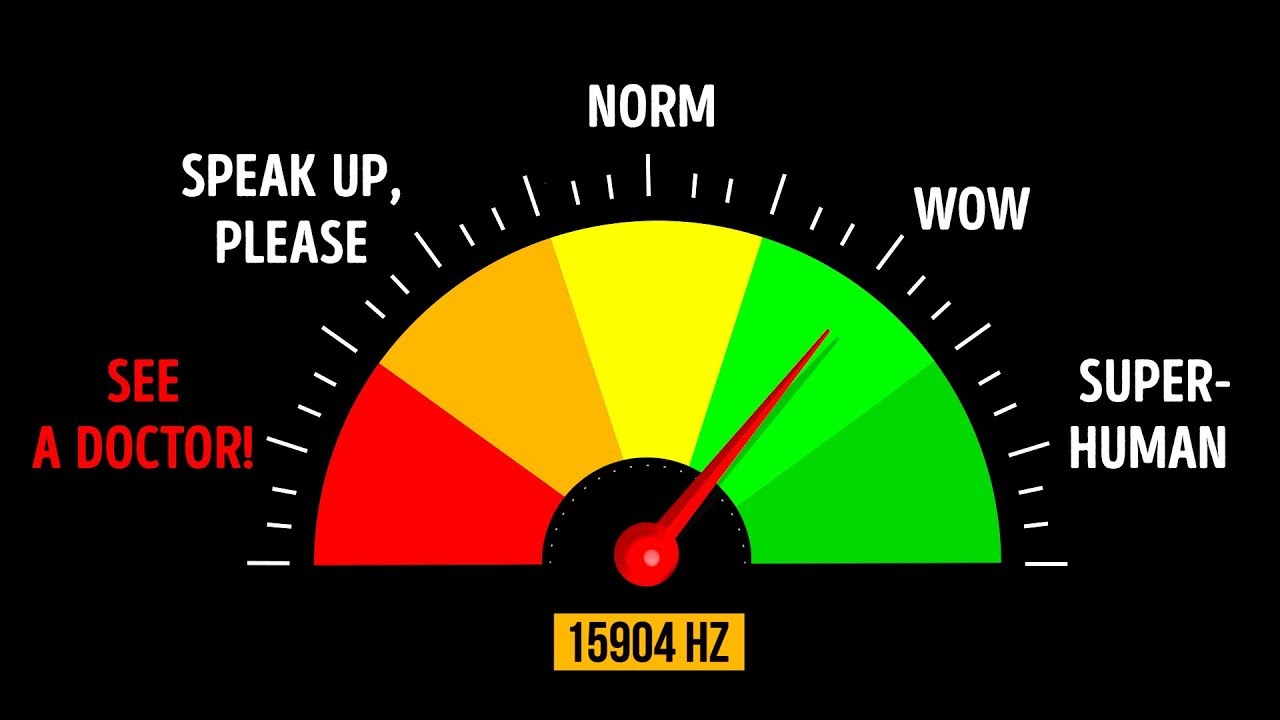 NORM
SPEAK UP,
PLEASE
WOW
SEE
A DOCTOR!
SUPER-
HUMAN
15904 HZ